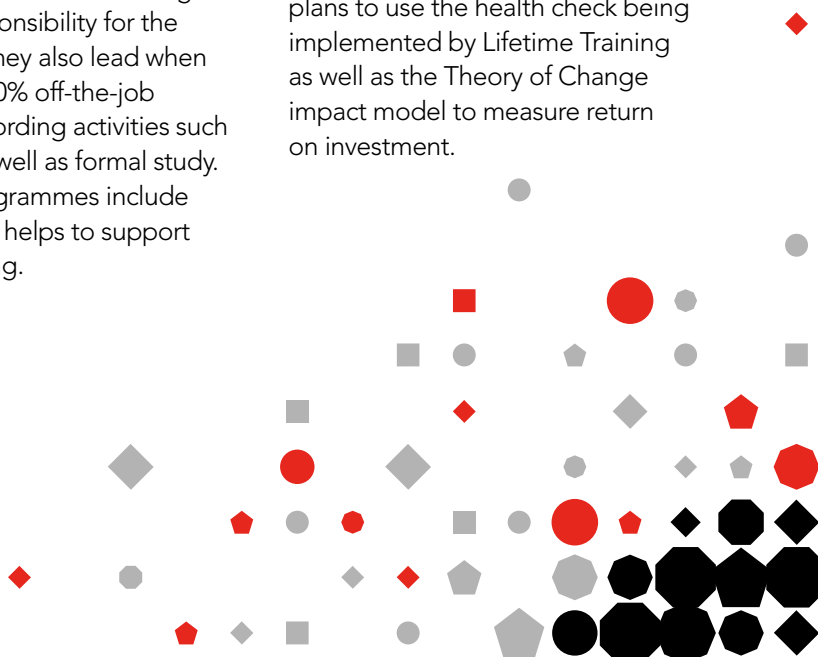 onsibility for the
hey also lead when
0% off-the-job
ording activities such
well as formal study.
grammes include
helps to support
g.
plans to use the health check being
implemented by Lifetime Training
as well as the Theory of Change
impact model to measure return
on investment.